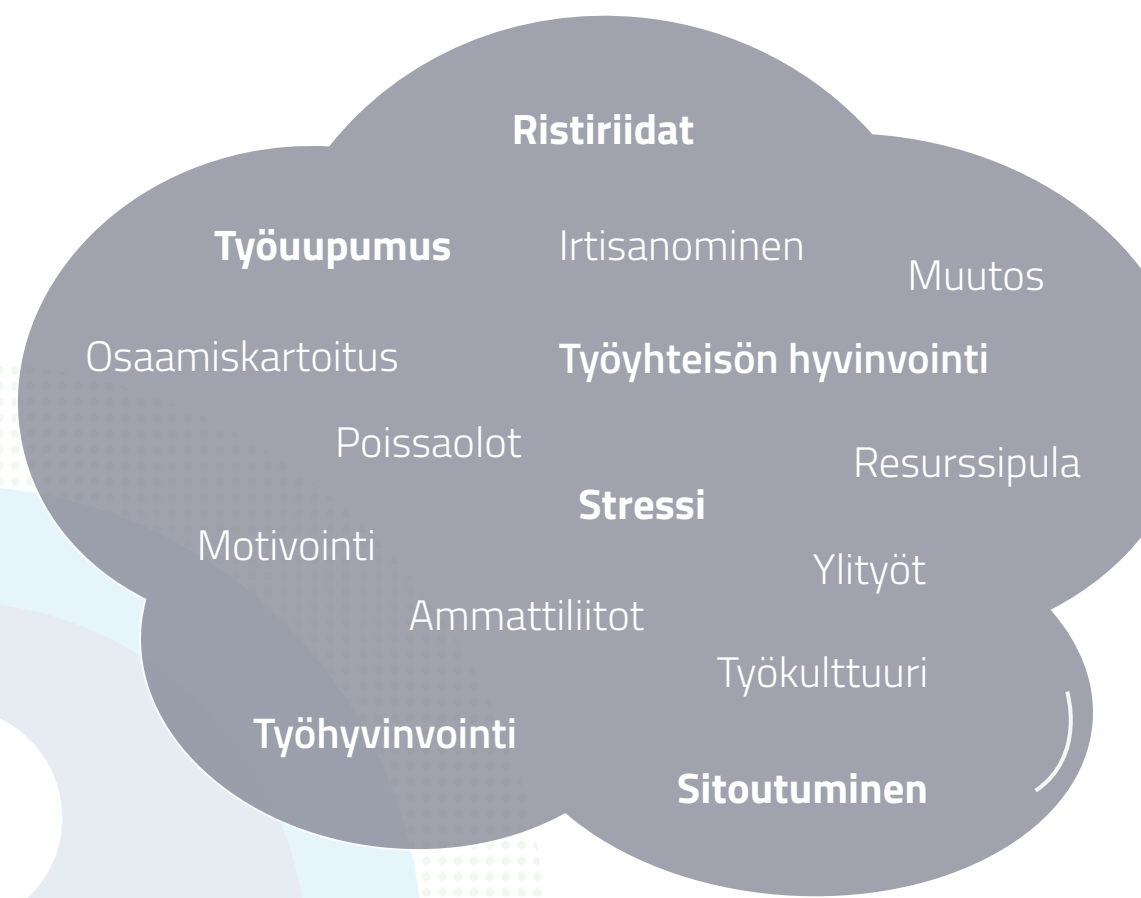 Ristiriidat
Työuupumus
Irtisanominen
Muutos
Osaamiskartoitus
Työyhteisön hyvinvointi
Poissaolot
Resurssipula
Stressi
Motivointi
Ylityöt
Ammattiliitot
Työkulttuuri
Työhyvinvointi
Sitoutuminen